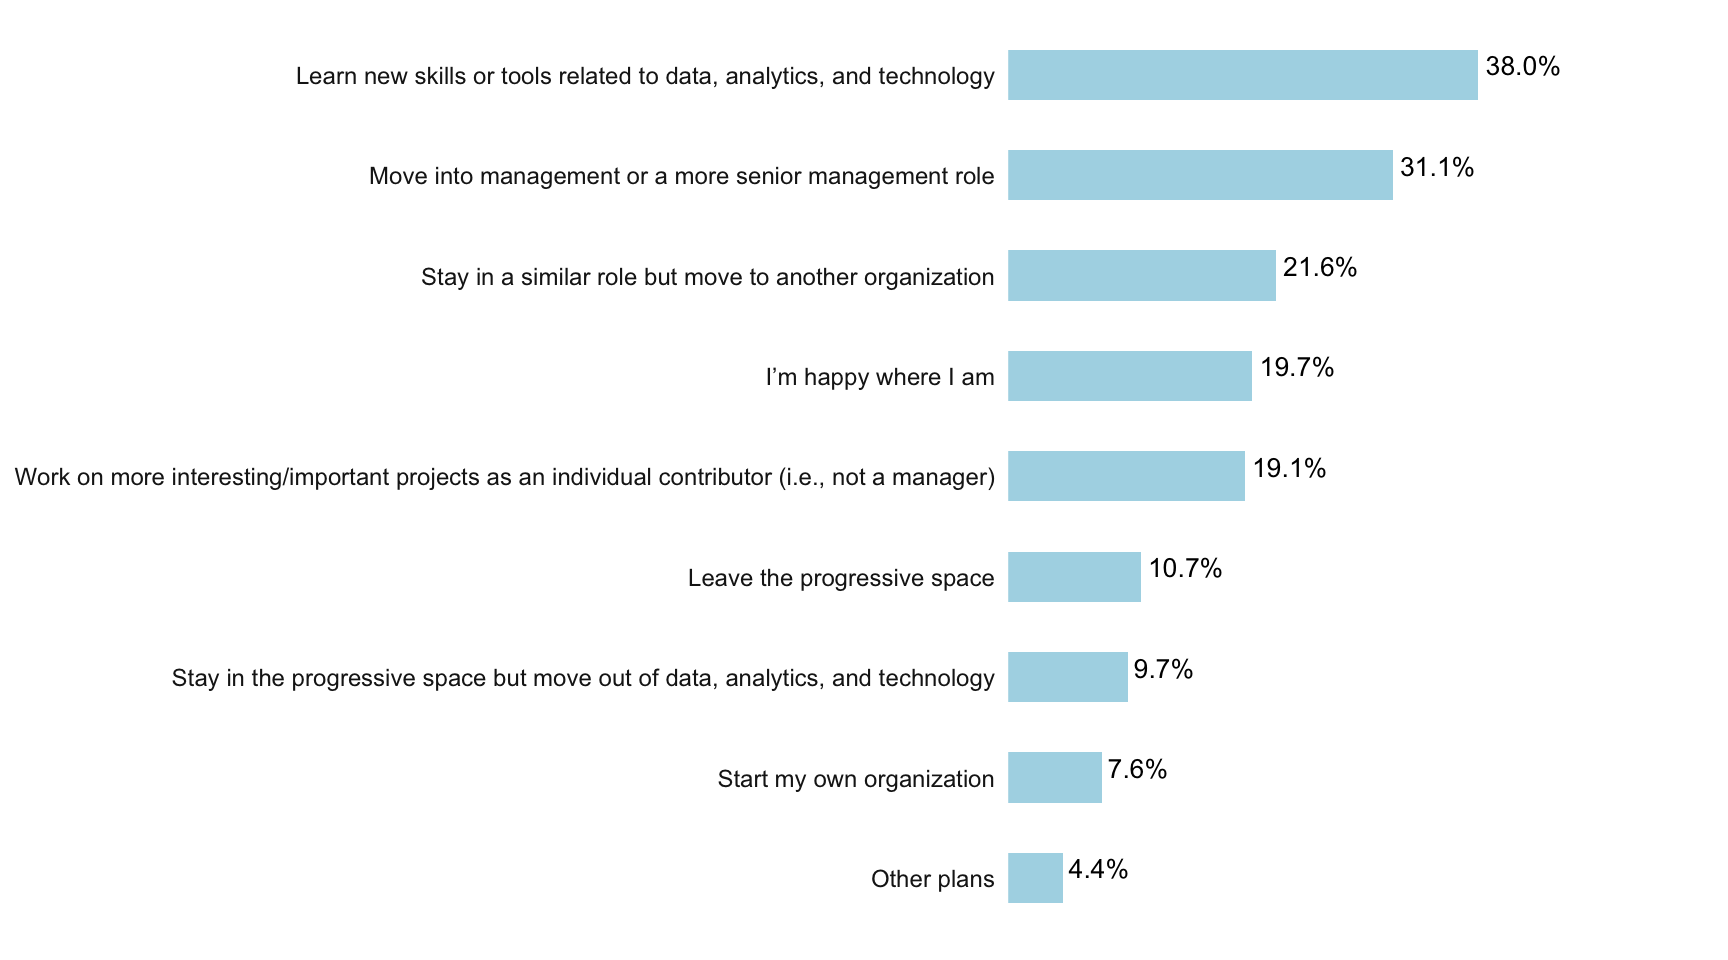 Learn new skills or tools related to data, analytics, and technology 38.0%
Move into management or a more senior management role 31.1%
Stay in a similar role but move to another organization 21.6%
I’m happy where I am 19.7%
Work on more interesting/important projects as an individual contributor (i.e., not a manager) 19.1%
Leave the progressive space 10.7%
Stay in the progressive space but move out of data, analytics, and technology 9.7%
Start my own organization 7.6%
Other plans 4.4%